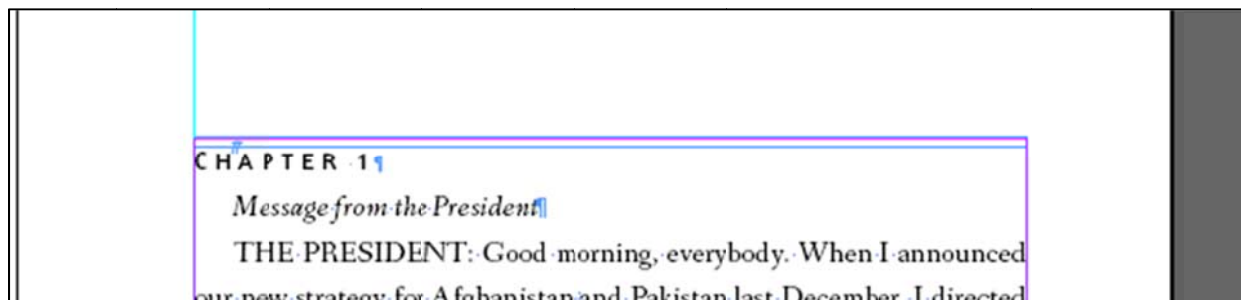 CHAPTER 1
Message from the President
THE PRESIDENT: Good morning, everybody. When I announced
our new strategy for Afghanistan and Pakistan last December, I directed